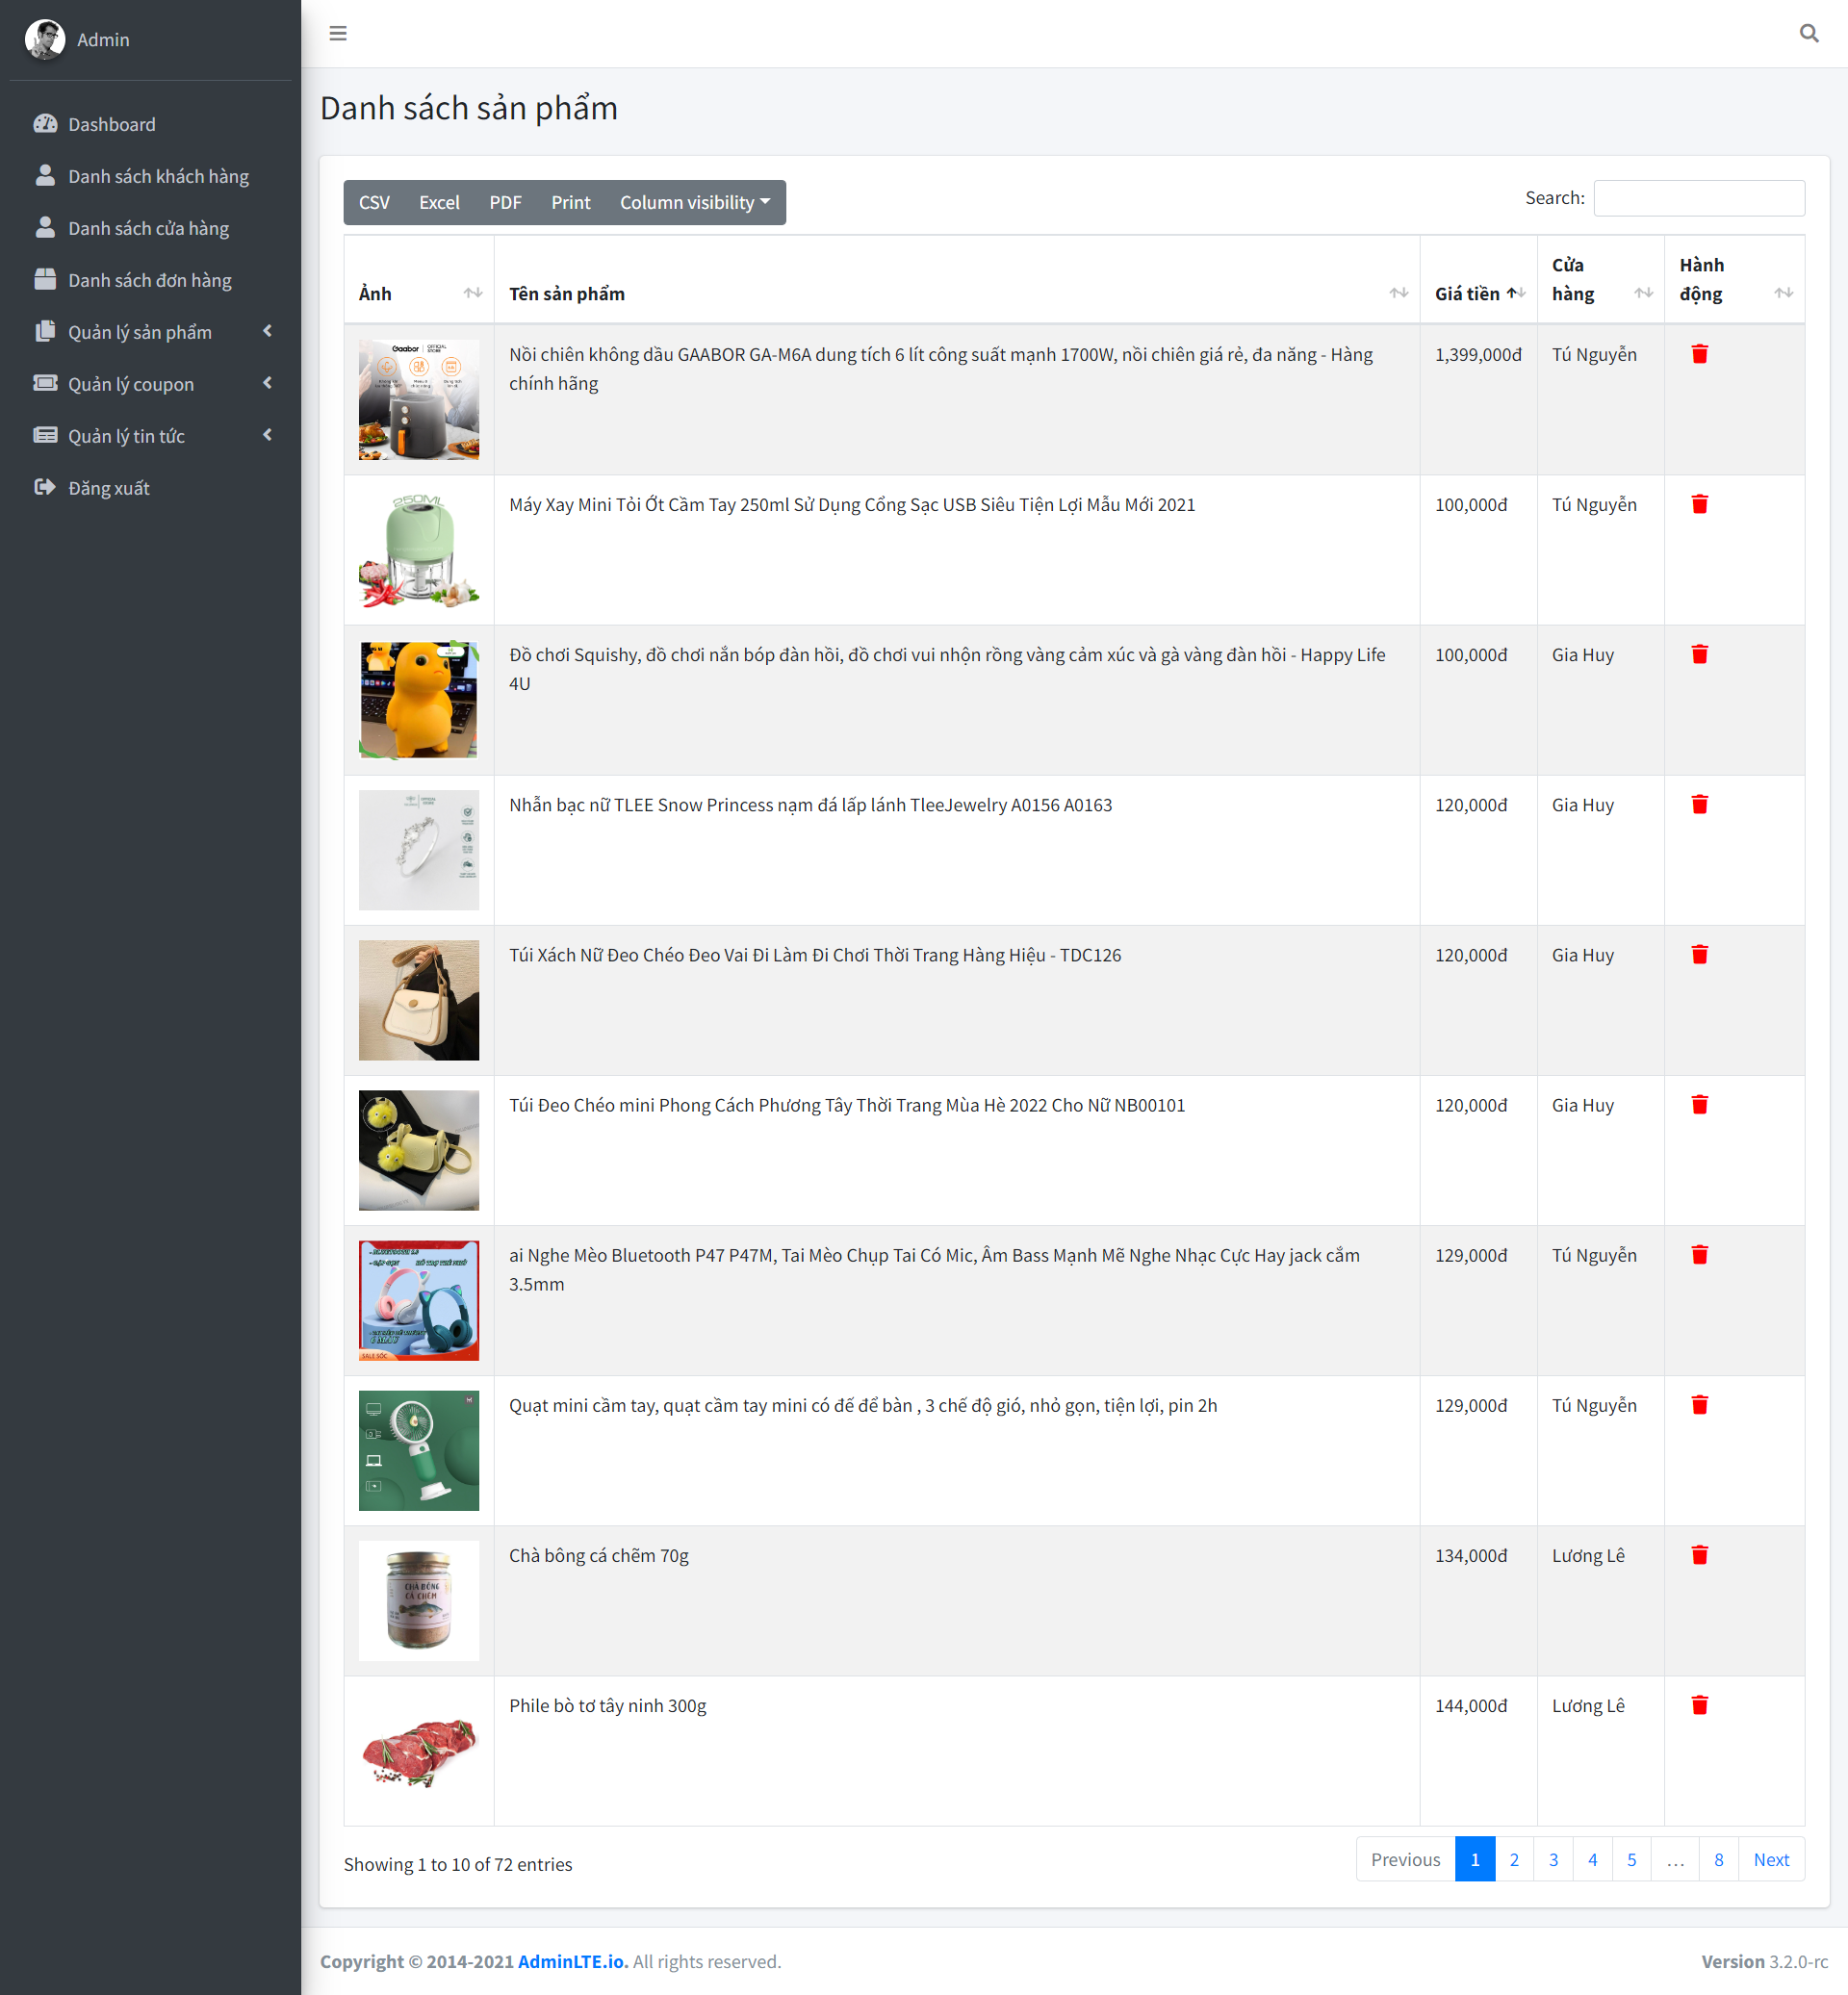 Admin
Dashboard
Danh sách khách hàng
Danh sách cửa hàng
Danh sách đơn hàng
Quản lý sản phẩm
Quản lý coupon
Quản lý tin tức
Đăng xuất
Danh sách sản phẩm
CSV Excel PDF Print Column visibility
Search:
Ảnh Tên sản phẩm Giá tiền Cửa hàng Hành động
Gaabor OFFICIAL STORE
Nồi chiên không dầu GAABOR GA-M6A dung tích 6 lít công suất mạnh 1700W, nồi chiên giá rẻ, đa năng - Hàng 1,399,000đ Tú Nguyễn
chính hãng
250ML
Máy Xay Mini Tỏi Ớt Cầm Tay 250ml Sử Dụng Cổng Sạc USB Siêu Tiện Lợi Mẫu Mới 2021 100,000đ Tú Nguyễn
Đồ chơi Squishy, đồ chơi nắn bóp đàn hồi, đồ chơi vui nhộn rồng vàng cảm xúc và gà vàng đàn hồi - Happy Life 100,000đ Gia Huy
4U
Nhẫn bạc nữ TLEE Snow Princess nạm đá lấp lánh TleeJewelry A0156 A0163 120,000đ Gia Huy
Túi Xách Nữ Đeo Chéo Đeo Vai Đi Làm Đi Chơi Thời Trang Hàng Hiệu - TDC126 120,000đ Gia Huy
Túi Đeo Chéo mini Phong Cách Phương Tây Thời Trang Mùa Hè 2022 Cho Nữ NB00101 120,000đ Gia Huy
ai Nghe Mèo Bluetooth P47 P47M, Tai Mèo Chụp Tai Có Mic, Âm Bass Mạnh Mẽ Nghe Nhạc Cực Hay jack cắm 129,000đ Tú Nguyễn
3.5mm
SALE SỐC
Quạt mini cầm tay, quạt cầm tay mini có đế để bàn , 3 chế độ gió, nhỏ gọn, tiện lợi, pin 2h 129,000đ Tú Nguyễn
Chà bông cá chẽm 70g 134,000đ Lương Lê
CHÀ BÔNG
CÁ CHẼM
Phile bò tơ tây ninh 300g 144,000đ Lương Lê
Showing 1 to 10 of 72 entries
Previous 1 2 3 4 5 … 8 Next
Copyright © 2014-2021 AdminLTE.io. All rights reserved.
Version 3.2.0-rc